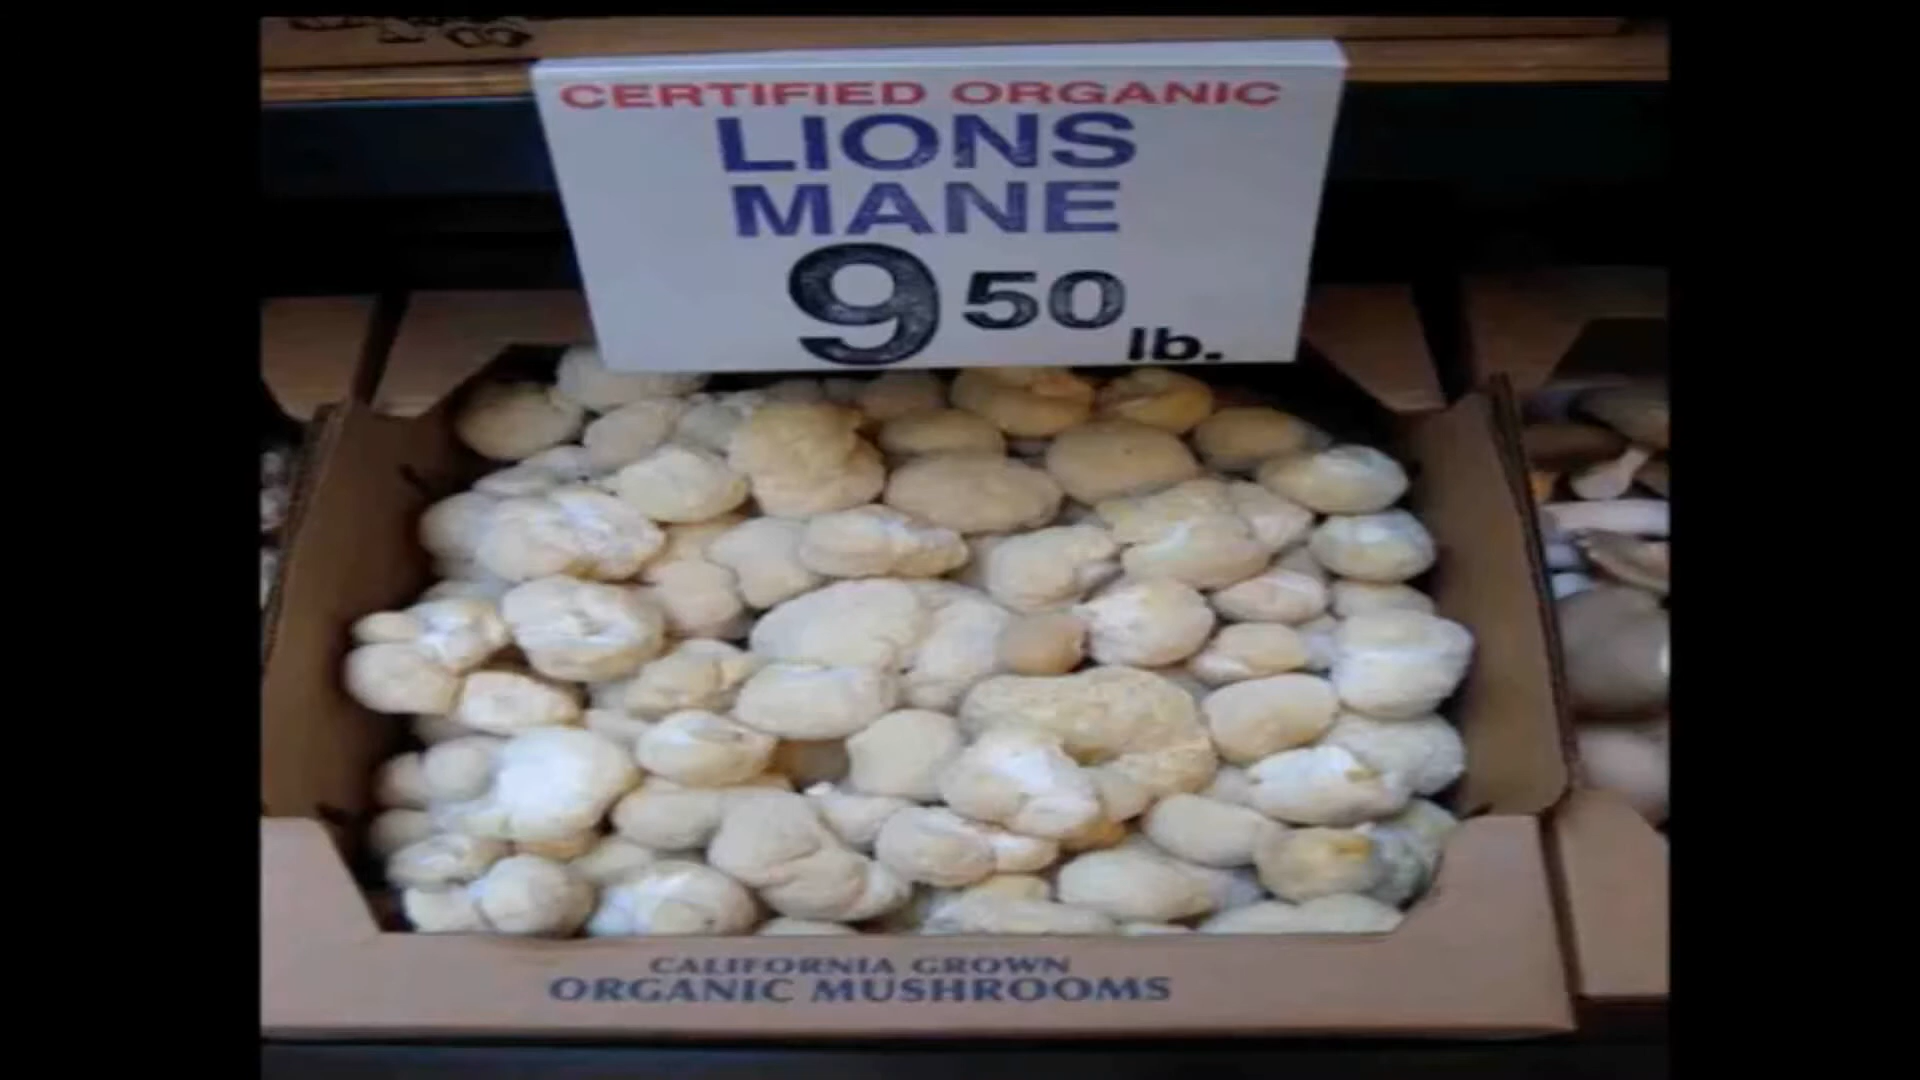 CERTIFIED ORGANIC
LIONS
MANE
9 50 lb.
CALIFORNIA GROWN
ORGANIC MUSHROOMS